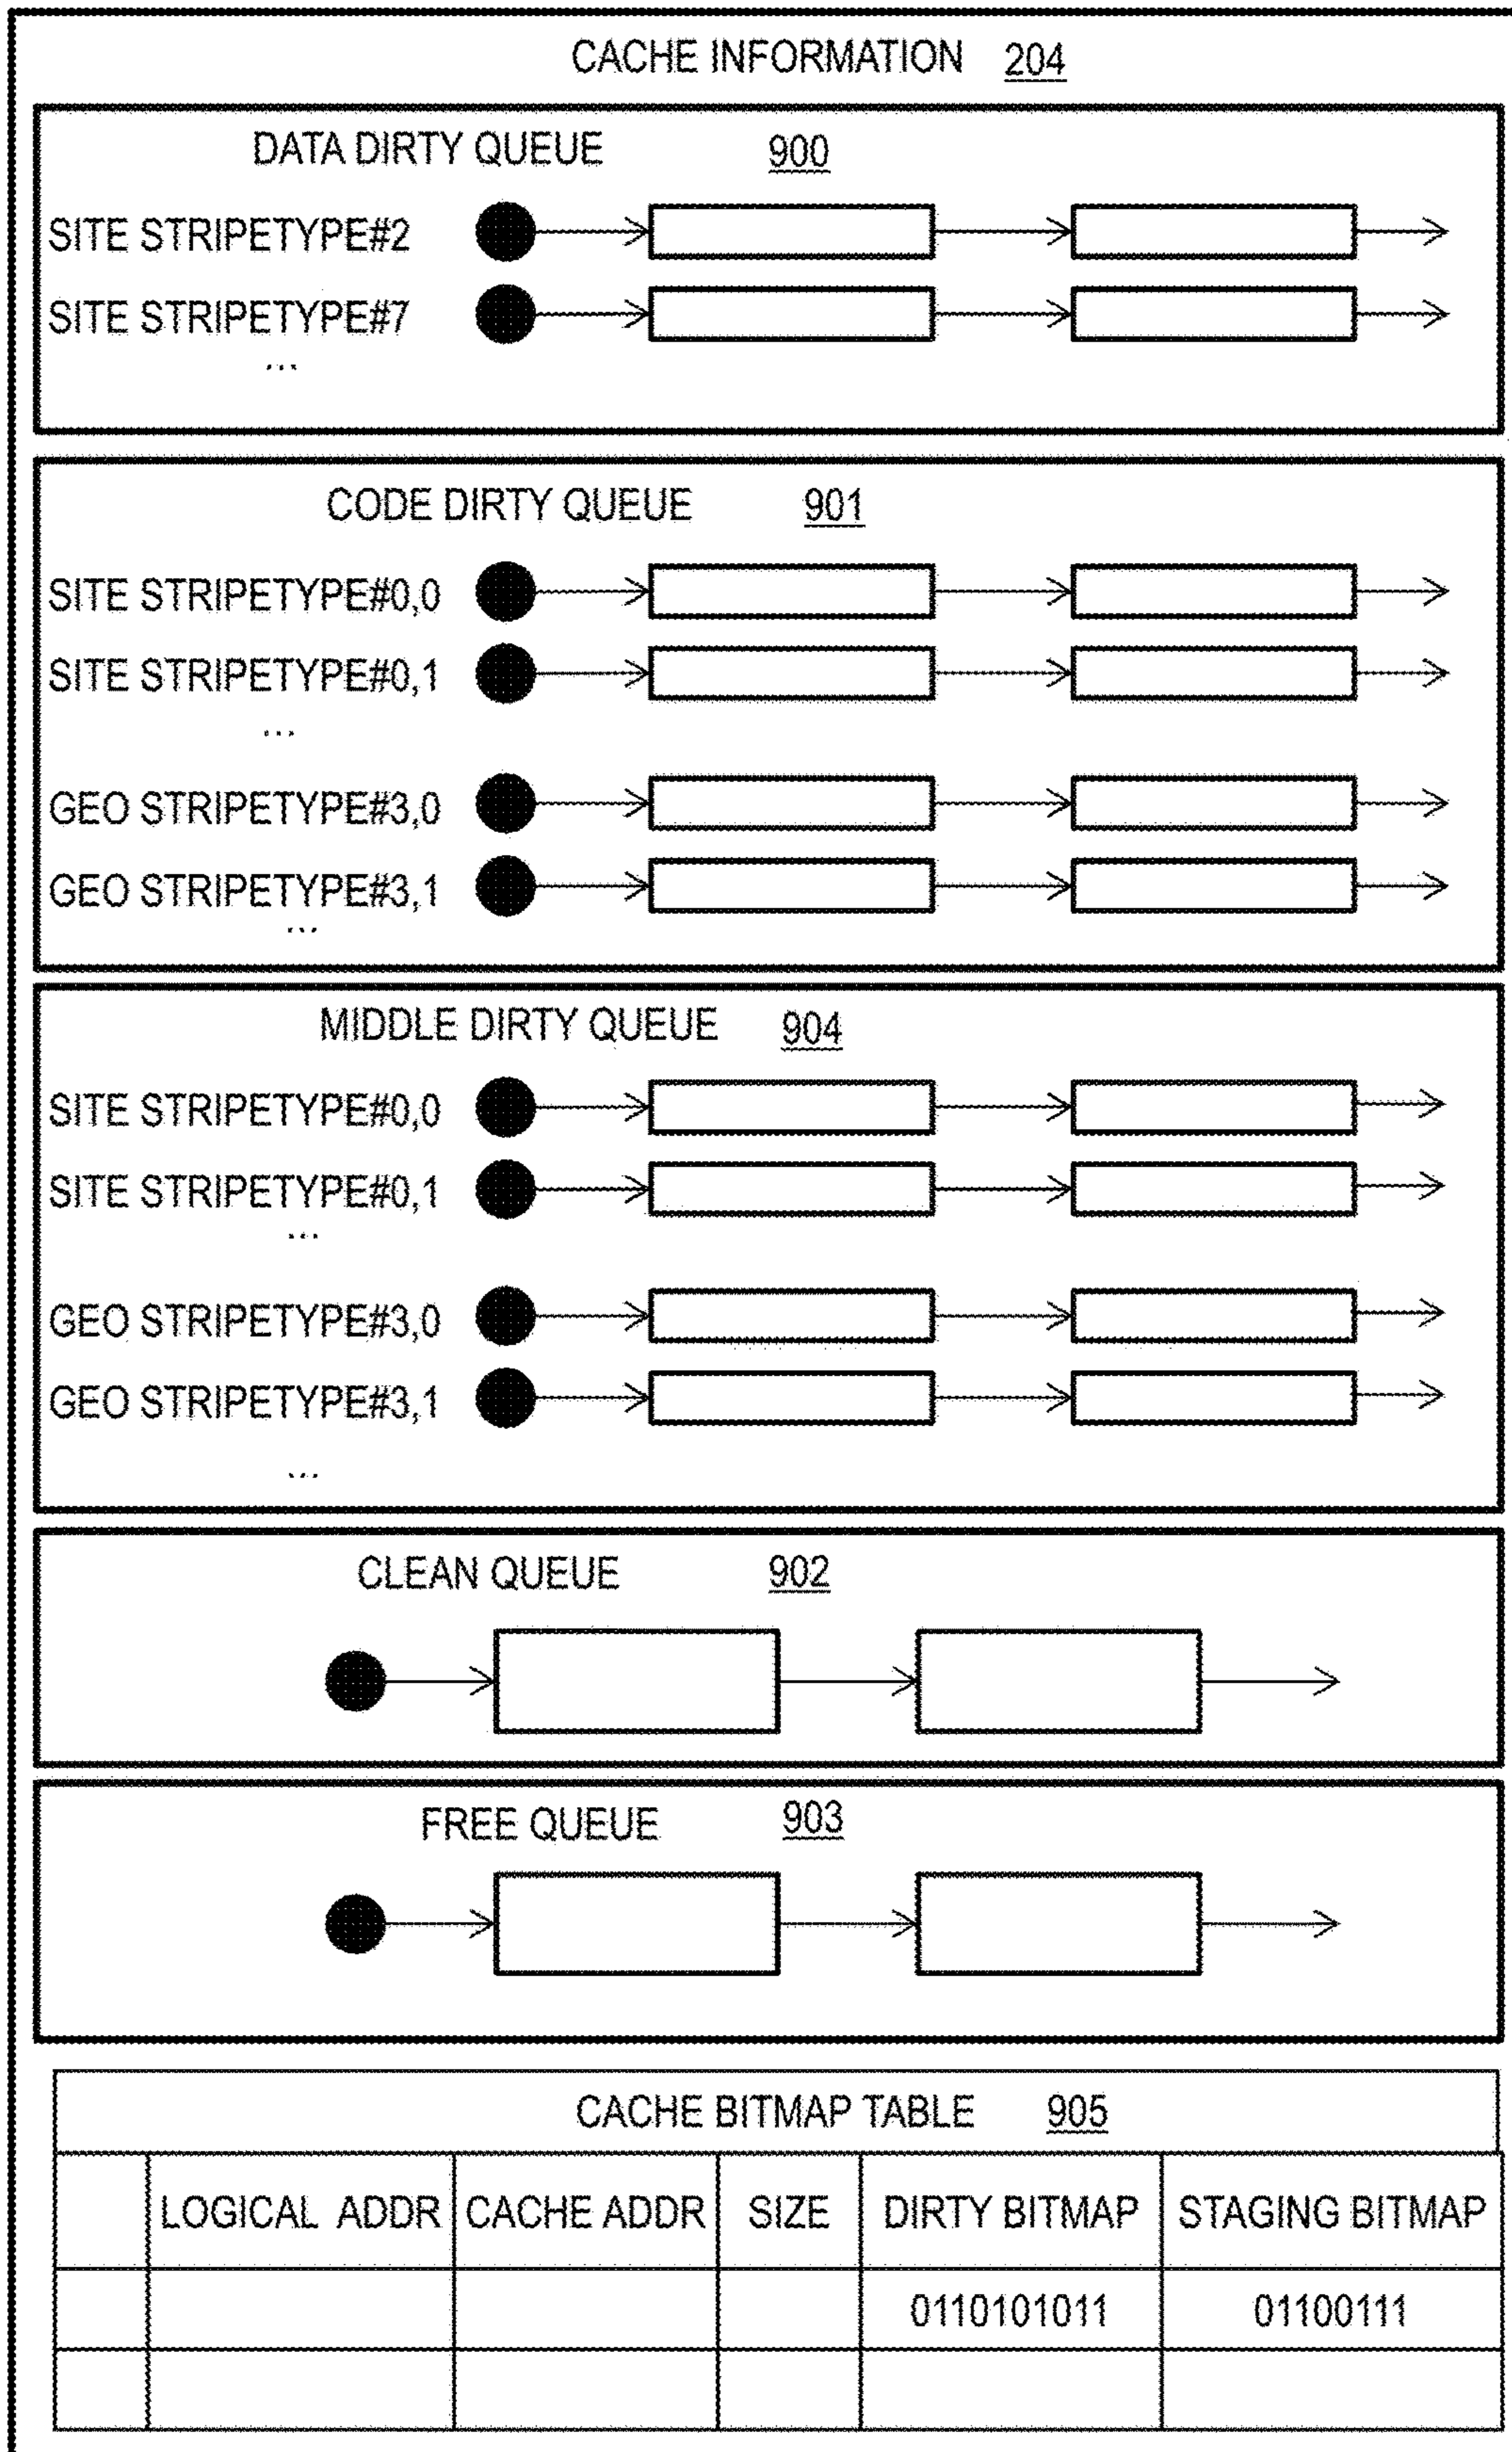 CACHE INFORMATION 204
DATA DIRTY QUEUE 900
SITE STRIPETYPE#2
SITE STRIPETYPE#7
...
CODE DIRTY QUEUE 901
SITE STRIPETYPE#0,0
SITE STRIPETYPE#0,1
...
GEO STRIPETYPE#3,0
GEO STRIPETYPE#3,1
...
MIDDLE DIRTY QUEUE 904
SITE STRIPETYPE#0,0
SITE STRIPETYPE#0,1
...
GEO STRIPETYPE#3,0
GEO STRIPETYPE#3,1
...
CLEAN QUEUE 902
FREE QUEUE 903
CACHE BITMAP TABLE 905
LOGICAL ADDR CACHE ADDR SIZE DIRTY BITMAP STAGING BITMAP
0110101011 01100111